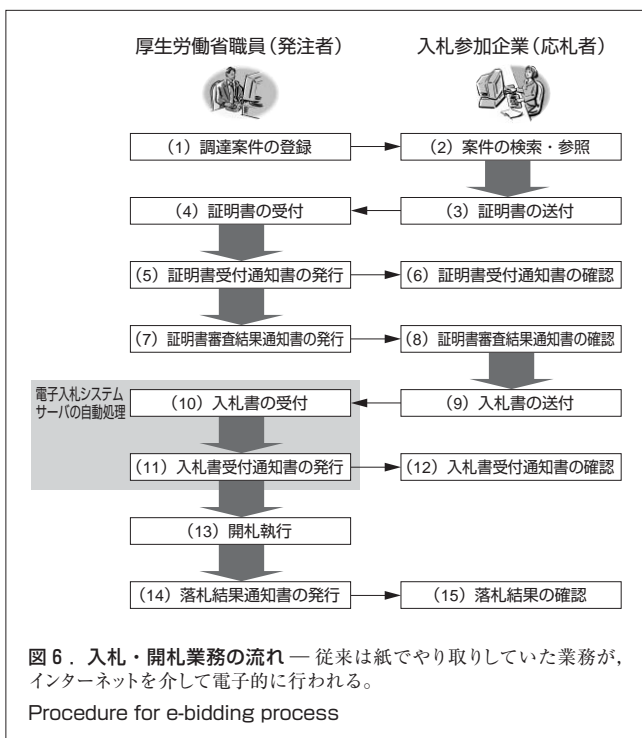 厚生労働省職員(発注者)
入札参加企業(応札者)
(1) 調達案件の登録
(2) 案件の検索・参照
(4) 証明書の受付
(3) 証明書の送付
(5) 証明書受付通知書の発行
(6) 証明書受付通知書の確認
(7) 証明書審査結果通知書の発行
(8) 証明書審査結果通知書の確認
電子入札システム
サーバの自動処理
(10) 入札書の受付
(9) 入札書の送付
(11) 入札書受付通知書の発行
(12) 入札書受付通知書の確認
(13) 開札執行
(14) 落札結果通知書の発行
(15) 落札結果の確認
図6. 入札・開札業務の流れ — 従来は紙でやり取りしていた業務が,
インターネットを介して電子的に行われる。
Procedure for e-bidding process